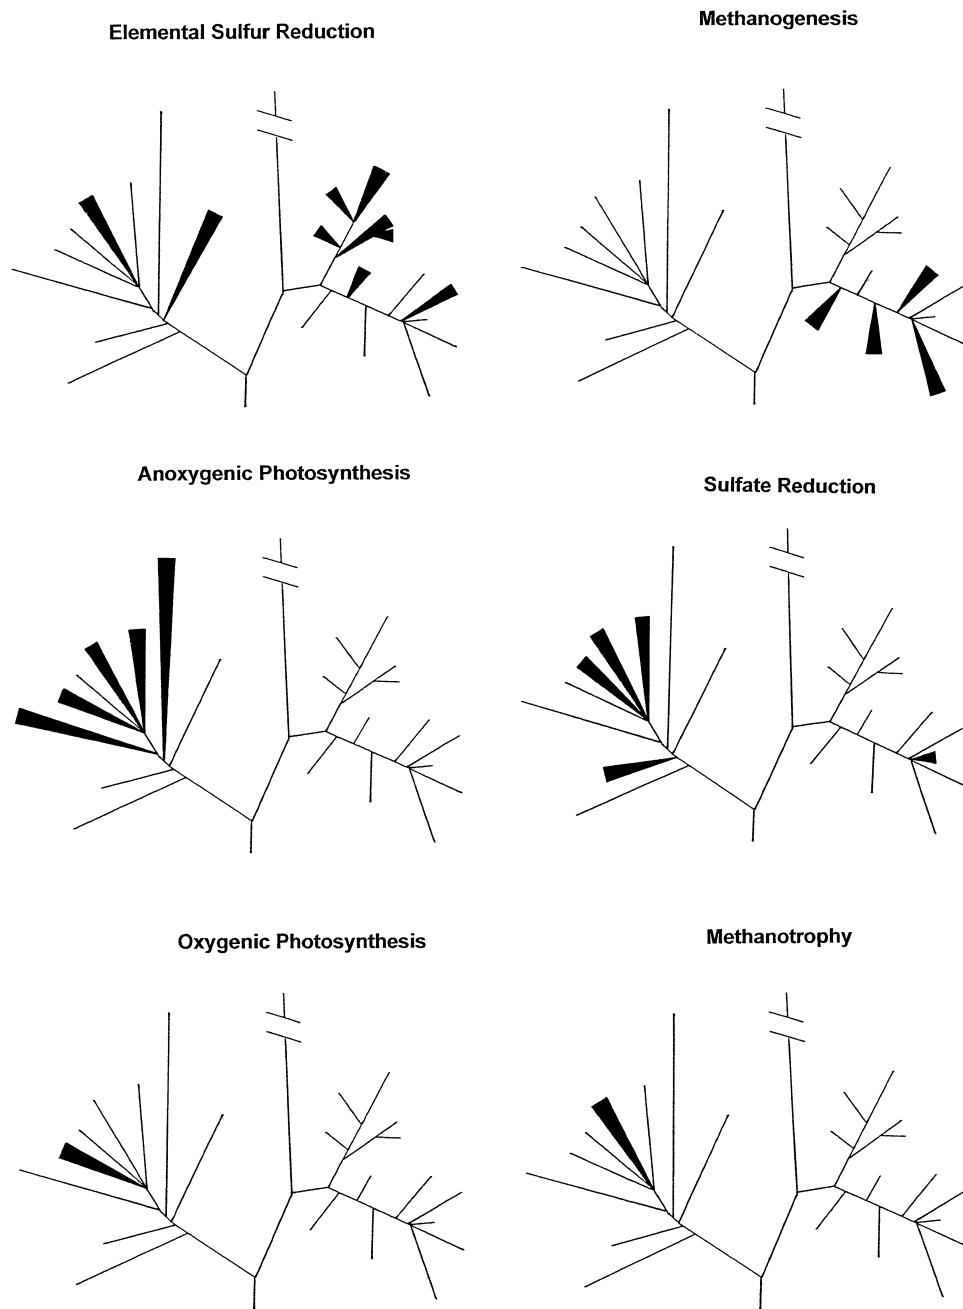 Elemental Sulfur Reduction
Methanogenesis
Anoxygenic Photosynthesis
Sulfate Reduction
Oxygenic Photosynthesis
Methanotrophy